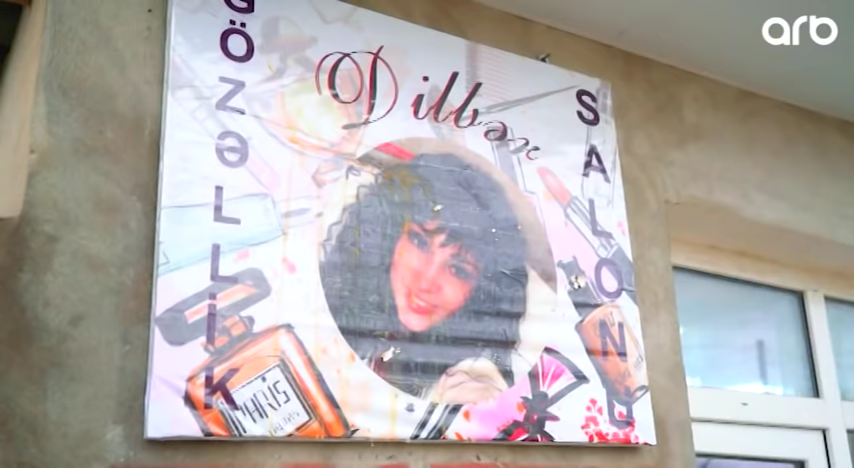 arb
GÖZƏLLİK
Dilbər
SALONU
PARIS